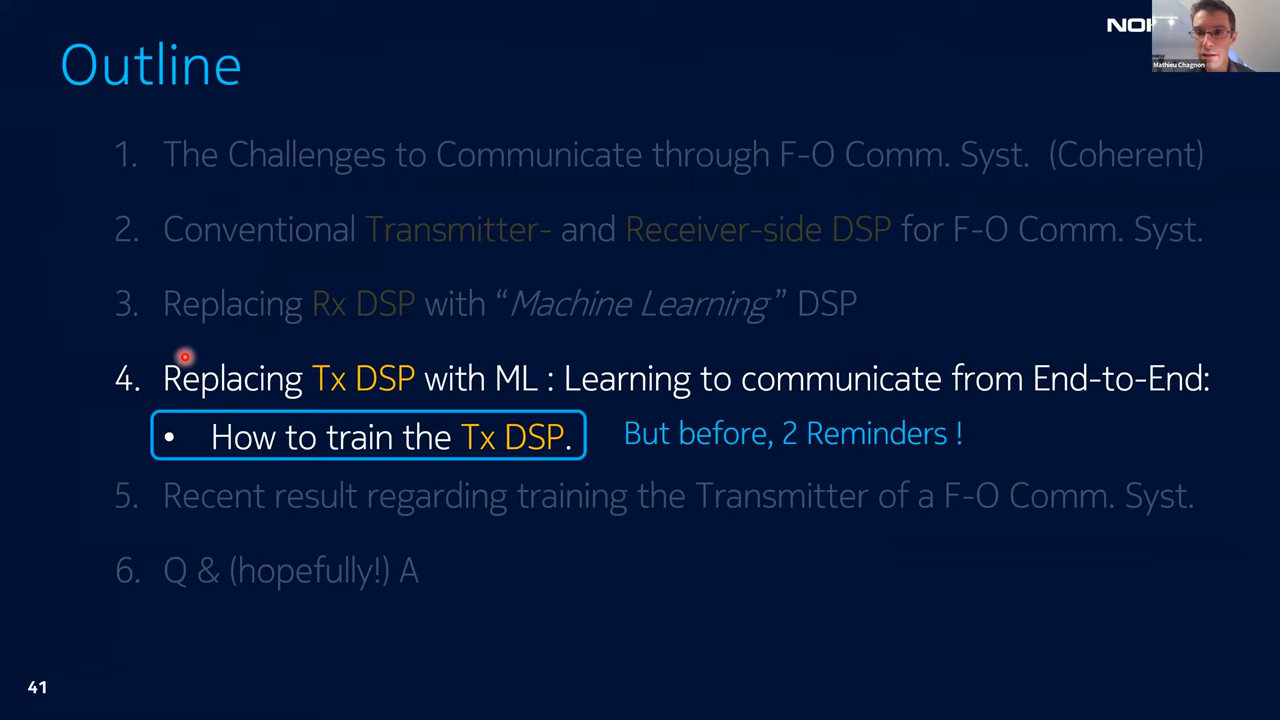 Outline
Mathieu Chagnon
1. The Challenges to Communicate through F-O Comm. Syst. (Coherent)
2. Conventional Transmitter- and Receiver-side DSP for F-O Comm. Syst.
3. Replacing Rx DSP with “Machine Learning” DSP
4. Replacing Tx DSP with ML : Learning to communicate from End-to-End:
• How to train the Tx DSP. But before, 2 Reminders !
5. Recent result regarding training the Transmitter of a F-O Comm. Syst.
6. Q & (hopefully!) A
41